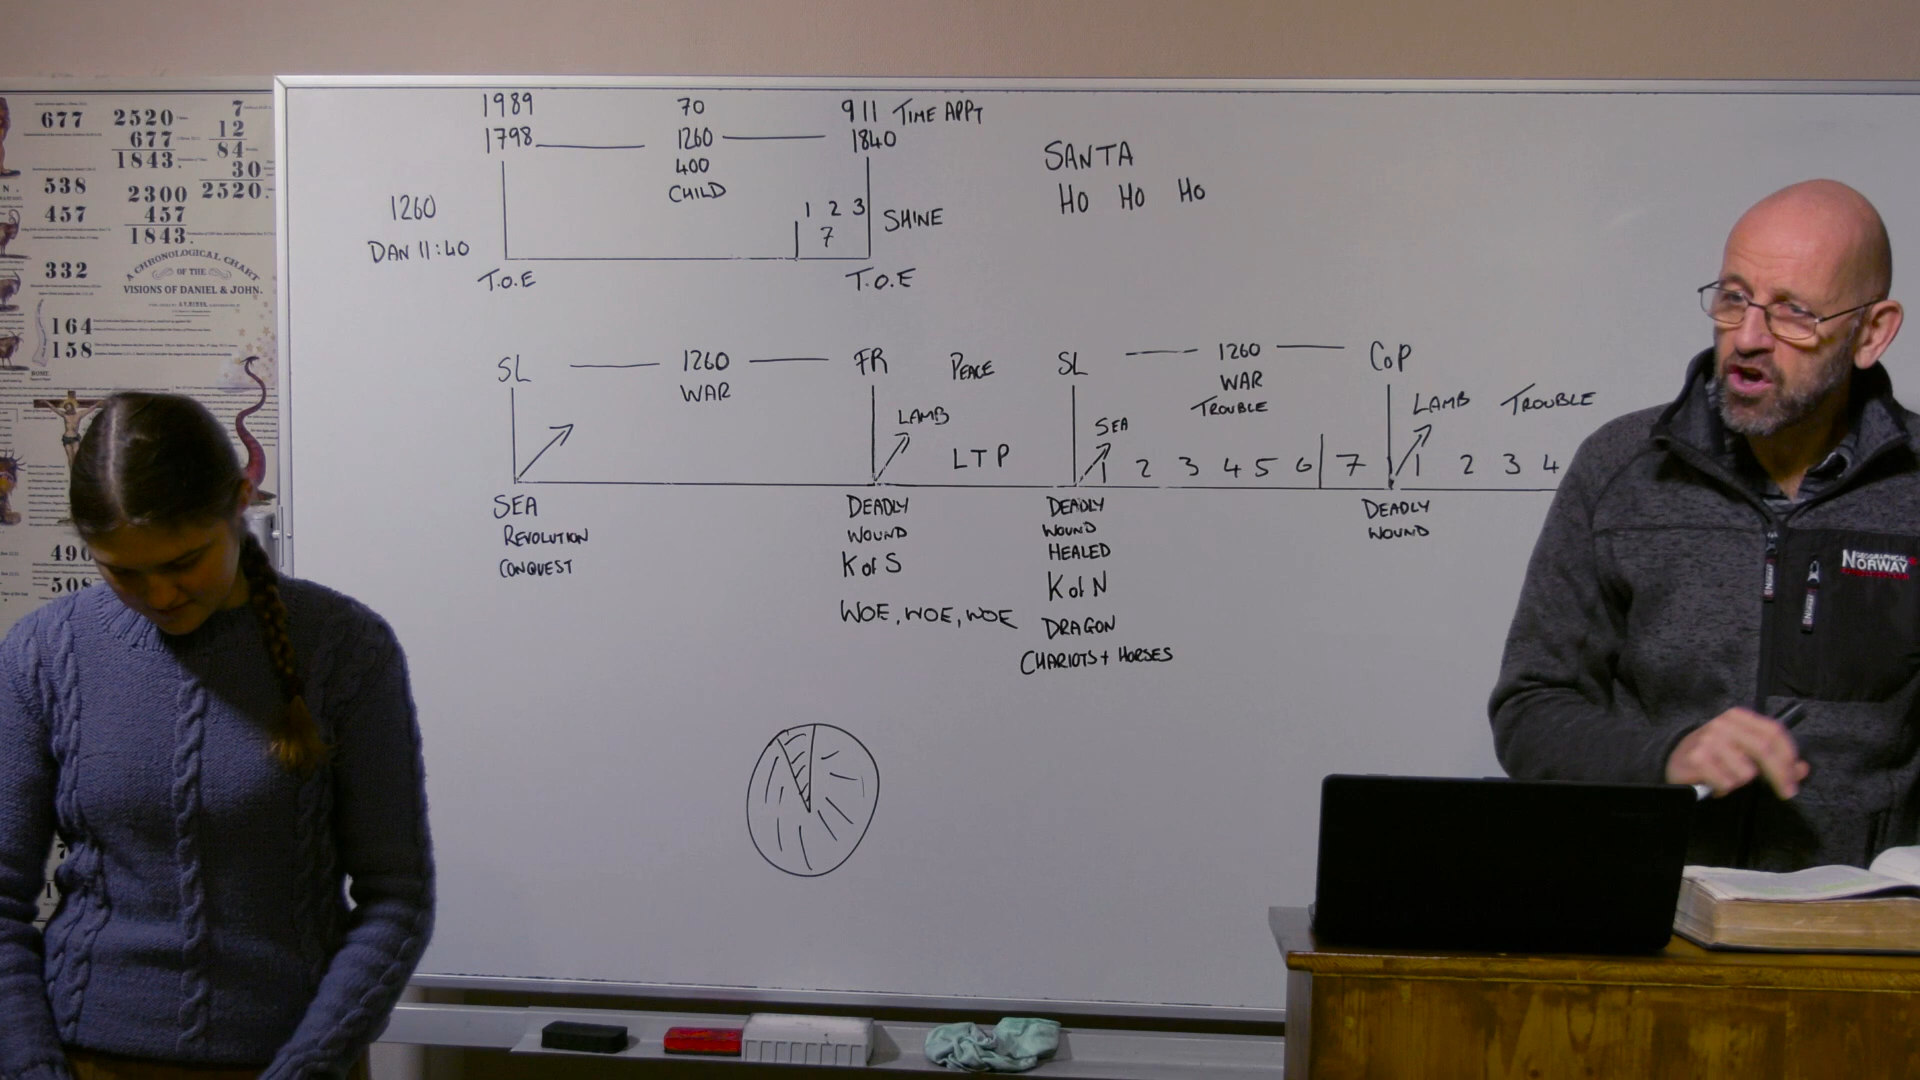 677
2520
677
1843.
7
12
84
30
2520.
538
457
2300
457
1843.
332
A CHRONOLOGICAL CHART
OF THE
VISIONS OF DANIEL & JOHN.
164
158
490
508
1989 70 911 TIME APPT
1798 1260 1840
400
CHILD
1260
DAN 11:40
1 2 3
7
SHINE
T.O.E T.O.E
SANTA
HO HO HO
SL 1260 FR PEACE SL 1260 COP
WAR WAR
TROUBLE
LAMB SEA LAMB TROUBLE
LTP
1 2 3 4 5 6 7 1 2 3 4
SEA
REVOLUTION
CONQUEST
DEADLY
WOUND
K of S
WOE, WOE, WOE
DEADLY
WOUND
HEALED
K of N
DRAGON
CHARIOTS + HORSES
DEADLY
WOUND
GEOGRAPHICAL
NORWAY